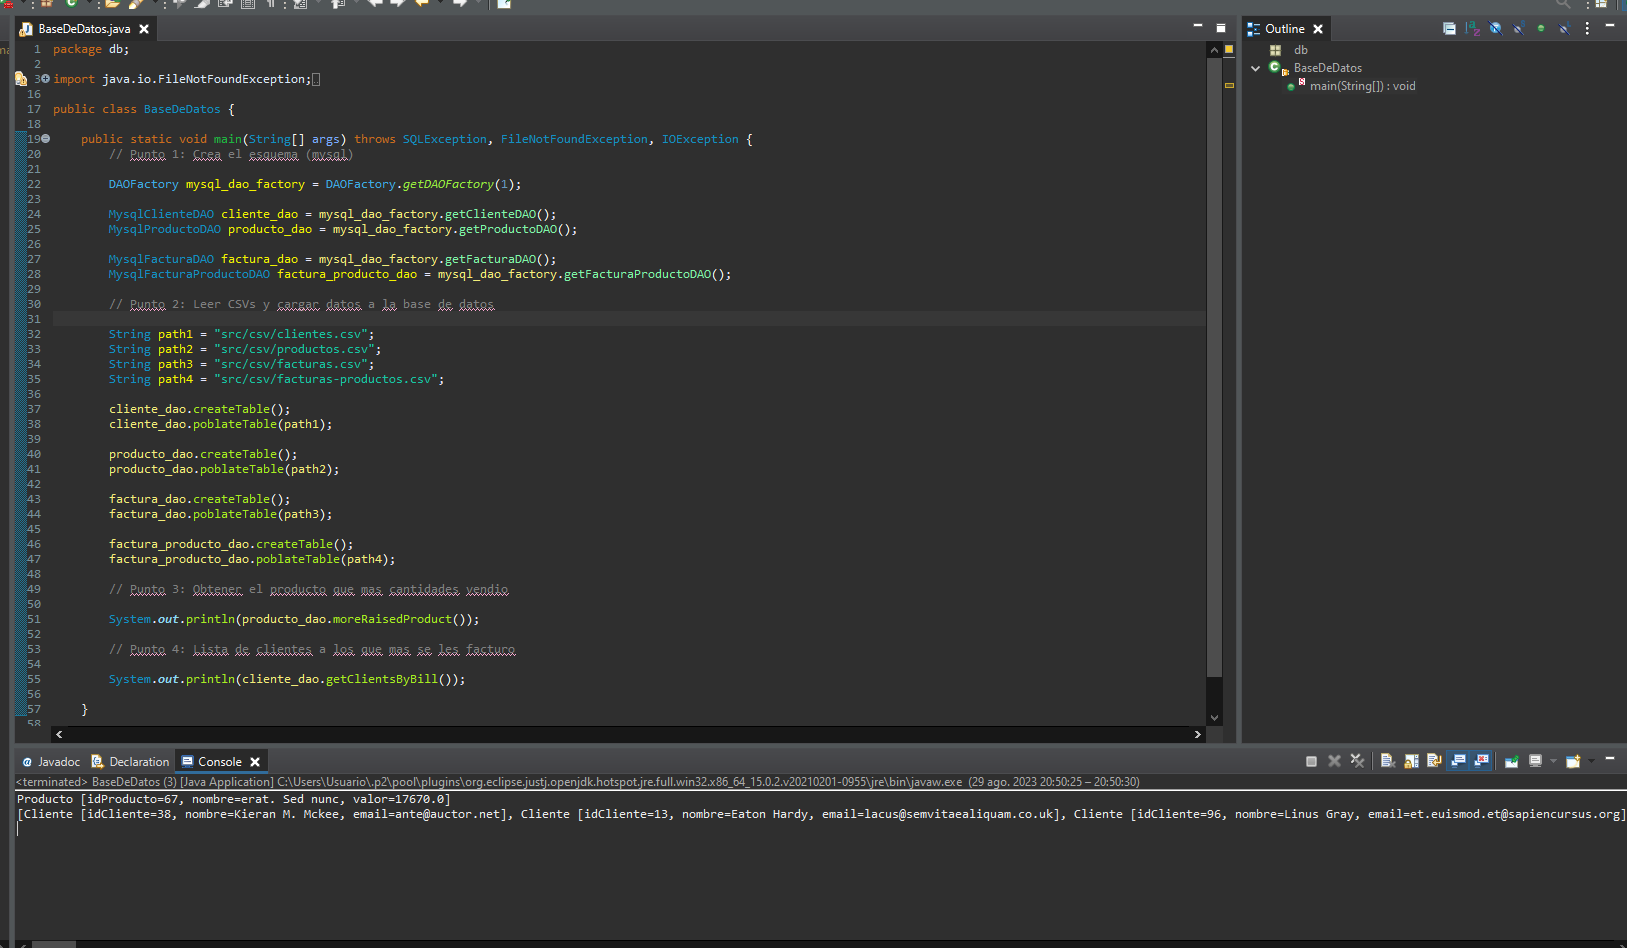 BaseDeDatos.java
1 package db;
2
3 import java.io.FileNotFoundException;
16
17 public class BaseDeDatos {
18
19 public static void main(String[] args) throws SQLException, FileNotFoundException, IOException {
20 // Punto 1: Crea el esquema (mysql)
21
22 DAOFactory mysql_dao_factory = DAOFactory.getDAOFactory(1);
23
24 MysqlClienteDAO cliente_dao = mysql_dao_factory.getClienteDAO();
25 MysqlProductoDAO producto_dao = mysql_dao_factory.getProductoDAO();
26
27 MysqlFacturaDAO factura_dao = mysql_dao_factory.getFacturaDAO();
28 MysqlFacturaProductoDAO factura_producto_dao = mysql_dao_factory.getFacturaProductoDAO();
29
30 // Punto 2: Leer CSVs y cargar datos a la base de datos
31
32 String path1 = "src/csv/clientes.csv";
33 String path2 = "src/csv/productos.csv";
34 String path3 = "src/csv/facturas.csv";
35 String path4 = "src/csv/facturas-productos.csv";
36
37 cliente_dao.createTable();
38 cliente_dao.poblateTable(path1);
39
40 producto_dao.createTable();
41 producto_dao.poblateTable(path2);
42
43 factura_dao.createTable();
44 factura_dao.poblateTable(path3);
45
46 factura_producto_dao.createTable();
47 factura_producto_dao.poblateTable(path4);
48
49 // Punto 3: Obtener el producto que mas cantidades vendio
50
51 System.out.println(producto_dao.moreRaisedProduct());
52
53 // Punto 4: Lista de clientes a los que mas se les facturo
54
55 System.out.println(cliente_dao.getClientsByBill());
56
57 }
58
Outline
db
BaseDeDatos
main(String[]) : void
Javadoc Declaration Console
<terminated> BaseDeDatos (3) [Java Application] C:\Users\Usuario\.p2\pool\plugins\org.eclipse.justj.openjdk.hotspot.jre.full.win32.x86_64_15.0.2.v20210201-0955\jre\bin\javaw.exe (29 ago. 2023 20:50:25 – 20:50:30)
Producto [idProducto=67, nombre=erat. Sed nunc, valor=17670.0]
[Cliente [idCliente=38, nombre=Kieran M. Mckee, email=ante@auctor.net], Cliente [idCliente=13, nombre=Eaton Hardy, email=lacus@semvitaealiquam.co.uk], Cliente [idCliente=96, nombre=Linus Gray, email=et.euismod.et@sapiencursus.org]